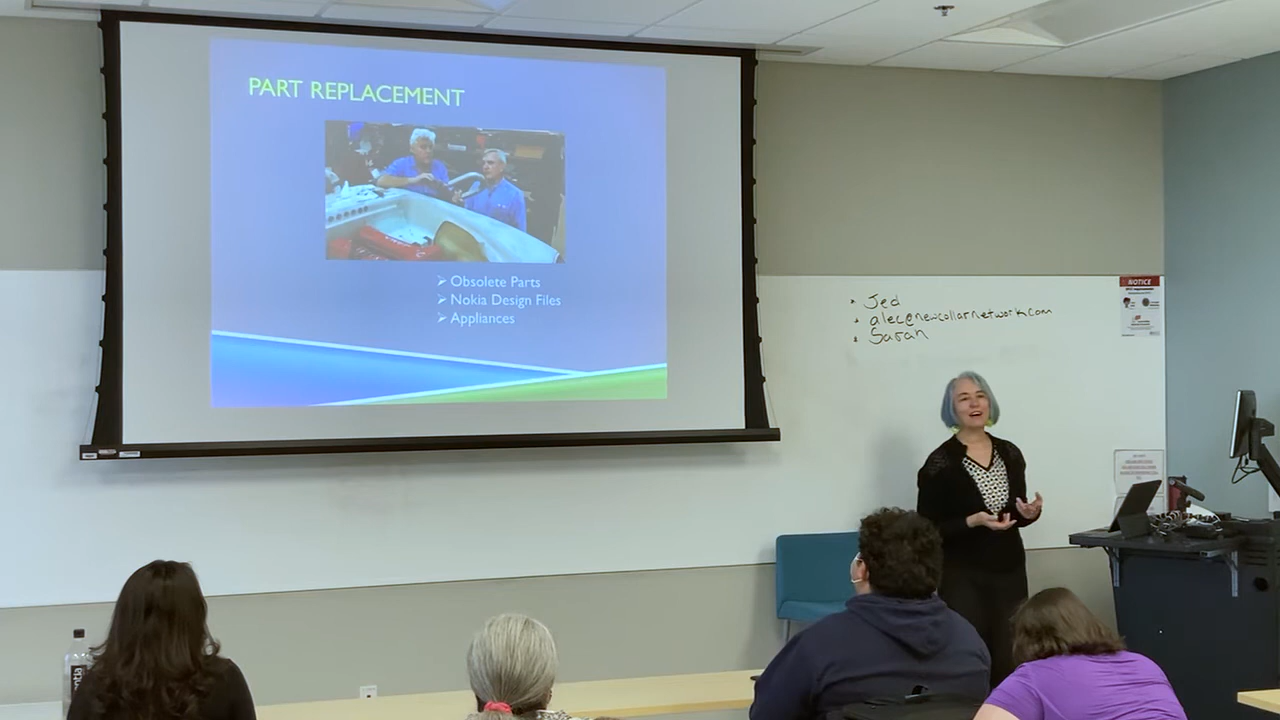 PART REPLACEMENT
➢ Obsolete Parts
➢ Nokia Design Files
➢ Appliances
• Jed
• alec@newcollarnetwork.com
• Sarah
NOTICE